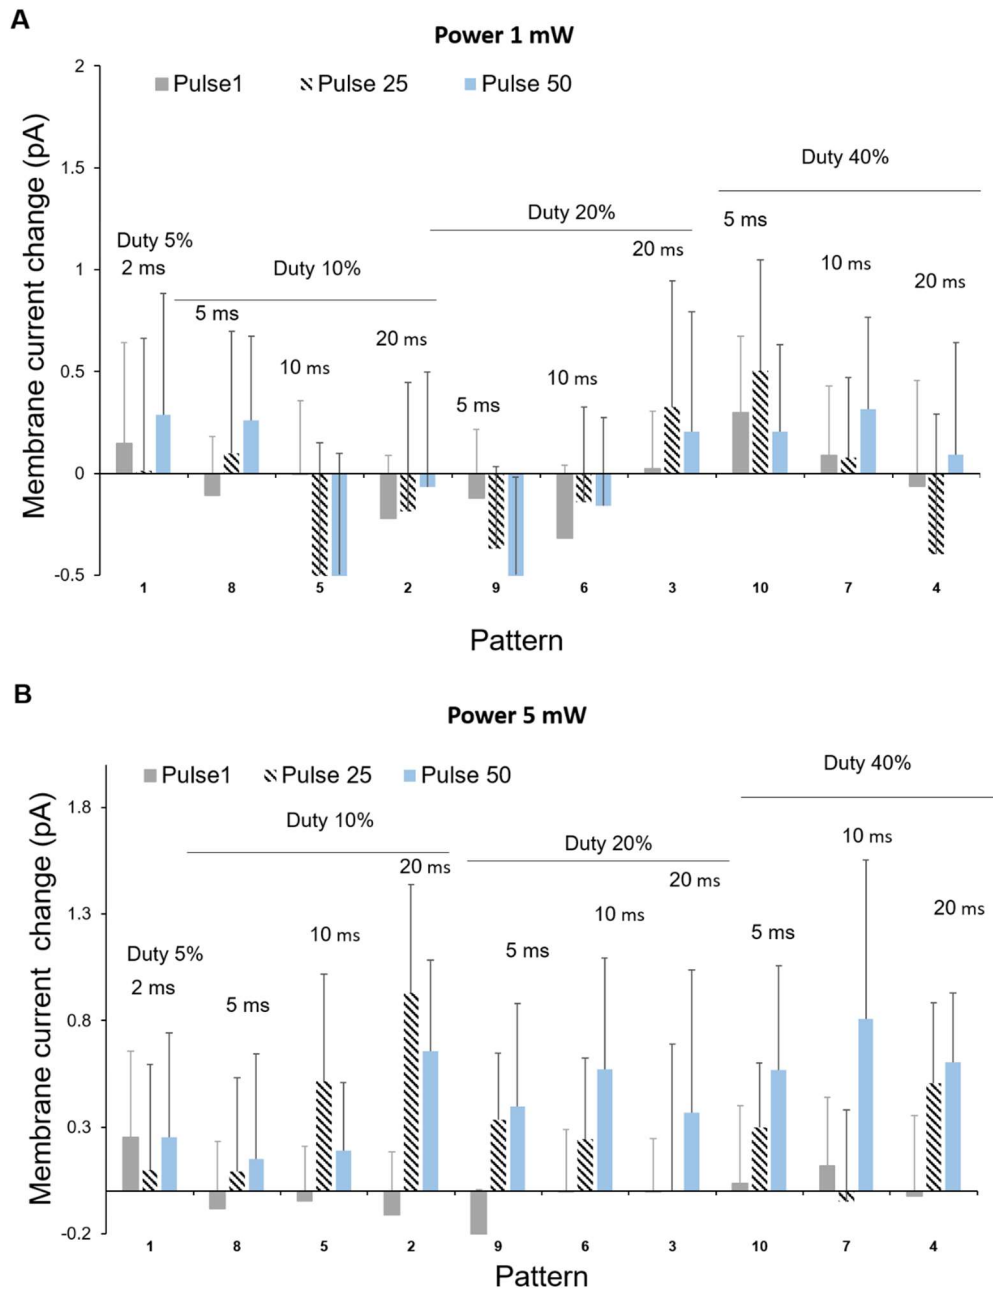 A
Power 1 mW
Membrane current change (pA)
2
1.5
1
0.5
0
-0.5
Pulse1 Pulse 25 Pulse 50
Duty 5%
2 ms
Duty 10%
5 ms
10 ms
20 ms
Duty 20%
5 ms
10 ms
20 ms
Duty 40%
5 ms
10 ms
20 ms
1 8 5 2 9 6 3 10 7 4
Pattern
B
Power 5 mW
Membrane current change (pA)
1.8
1.3
0.8
0.3
-0.2
Pulse1 Pulse 25 Pulse 50
Duty 5%
2 ms
Duty 10%
5 ms
10 ms
20 ms
Duty 20%
5 ms
10 ms
20 ms
Duty 40%
5 ms
10 ms
20 ms
1 8 5 2 9 6 3 10 7 4
Pattern